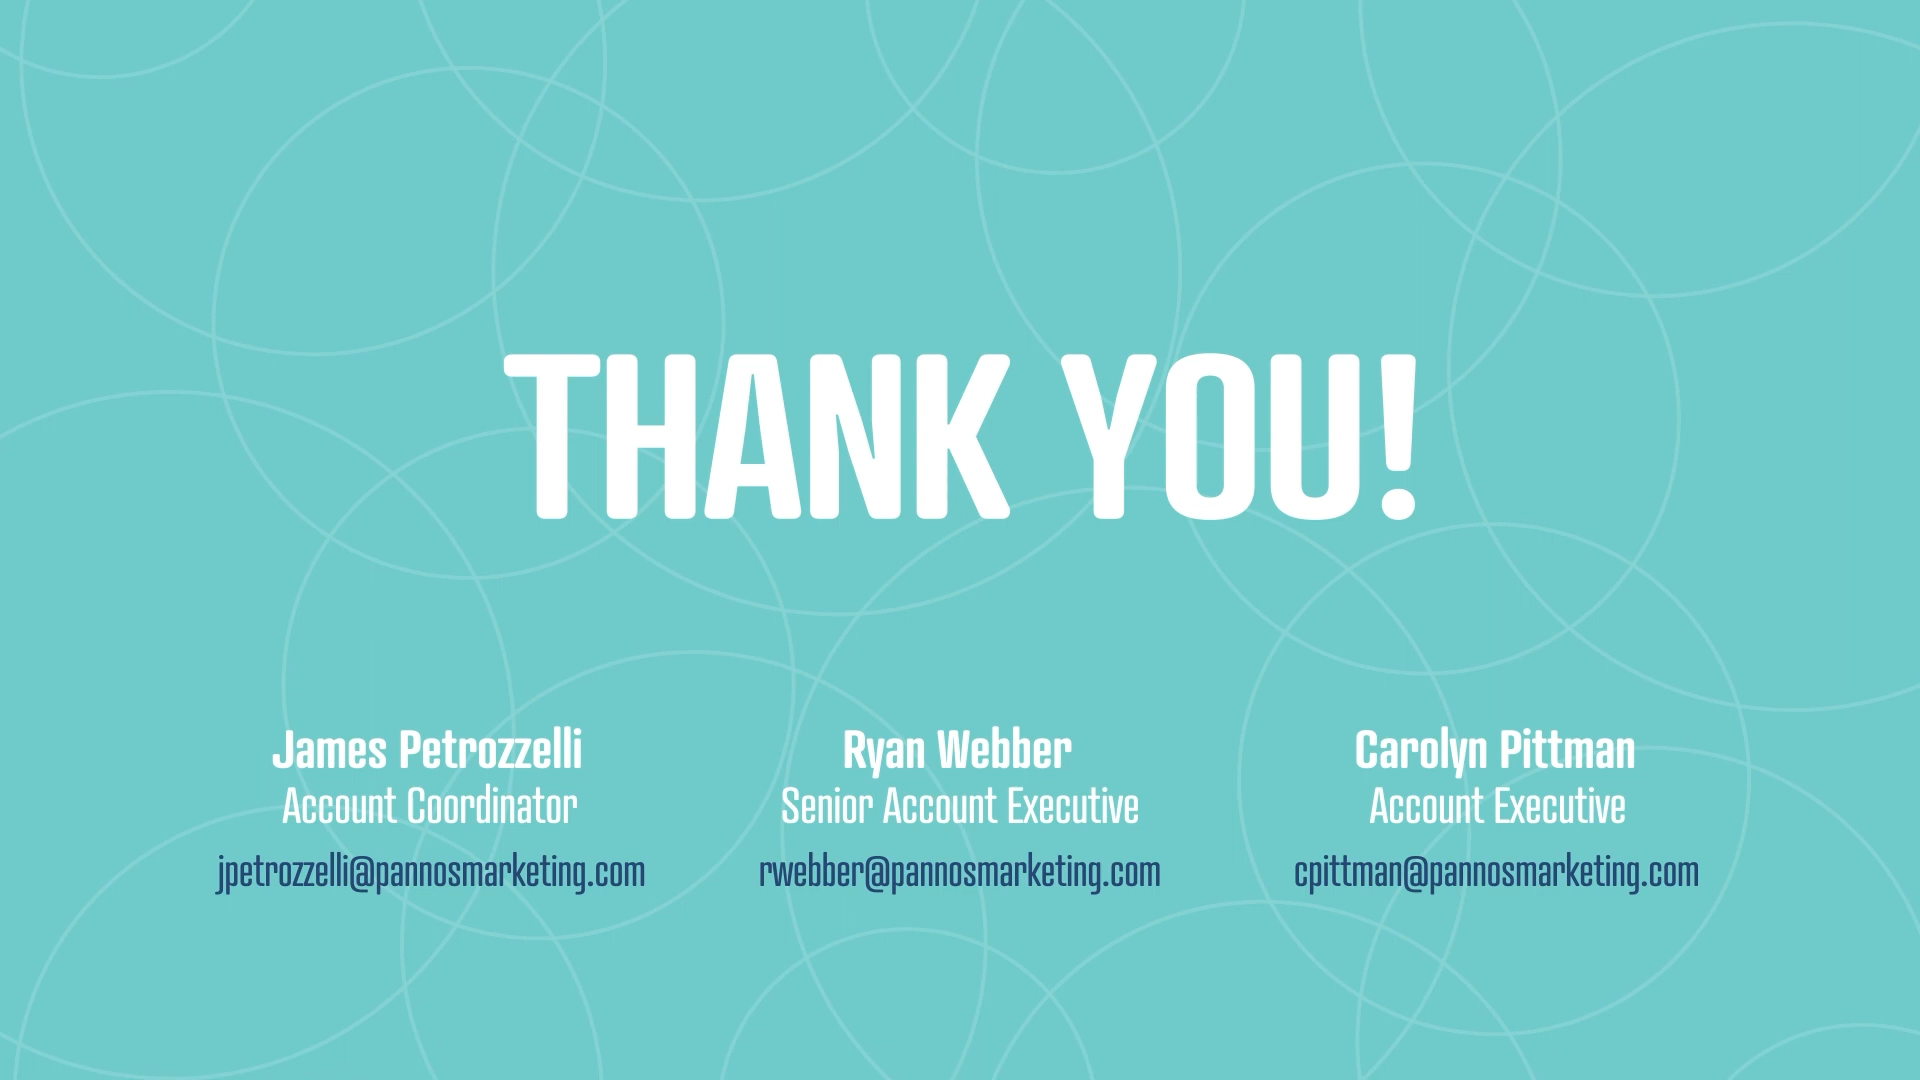 THANK YOU!
James Petrozzelli
Account Coordinator
jpetrozzelli@pannosmarketing.com
Ryan Webber
Senior Account Executive
rwebber@pannosmarketing.com
Carolyn Pittman
Account Executive
cpittman@pannosmarketing.com